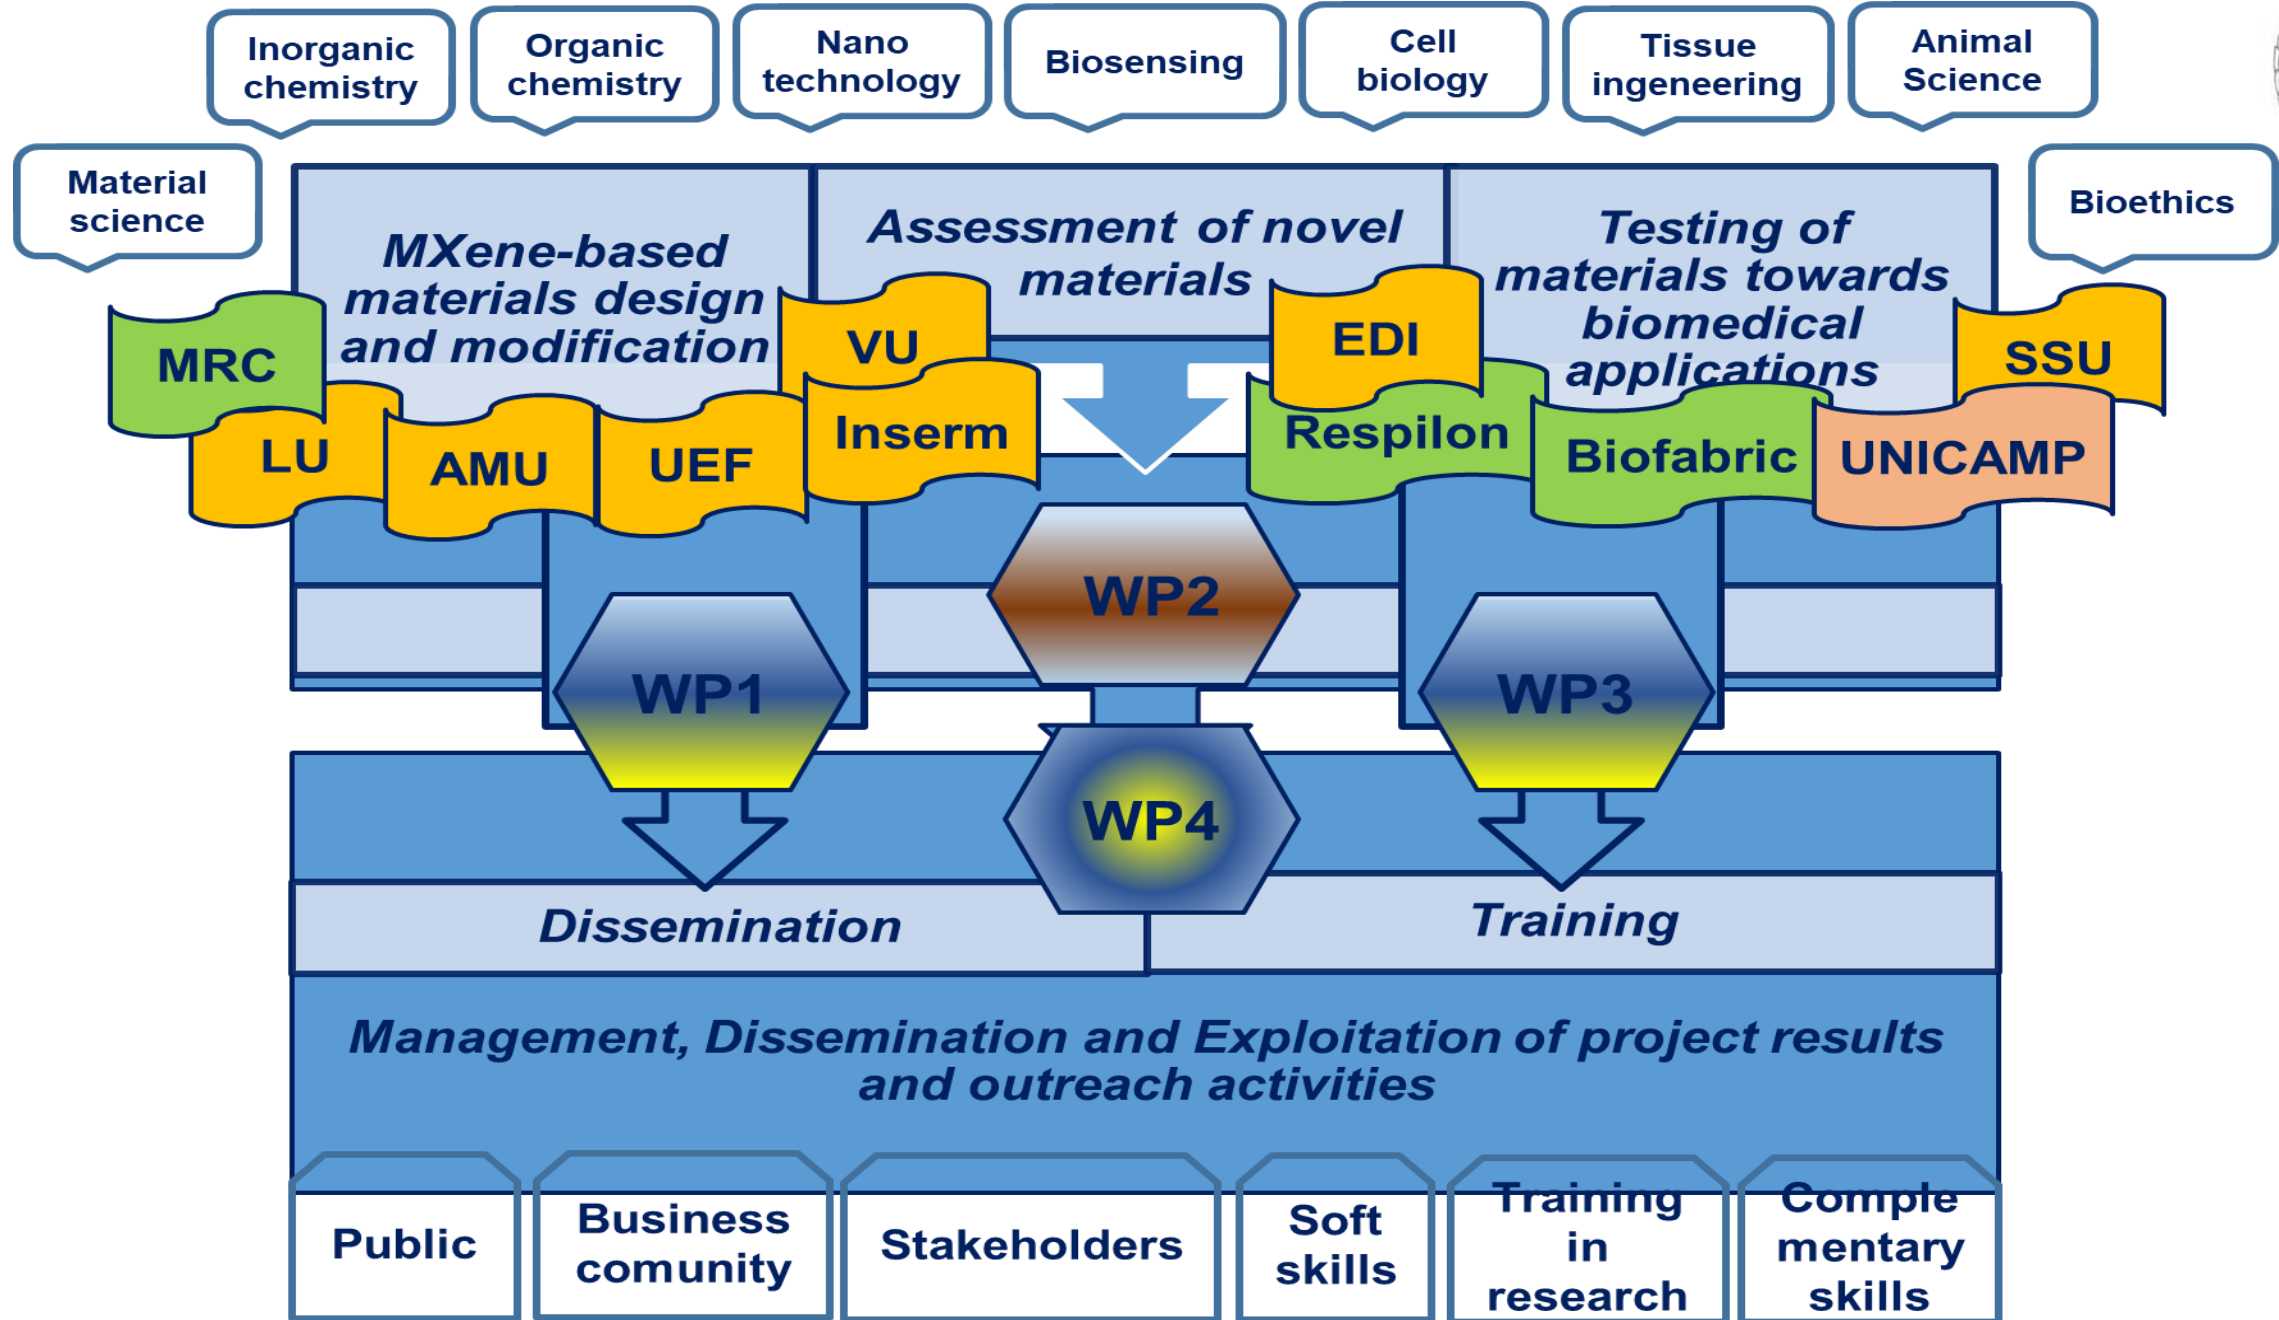 Inorganic
chemistry
Organic
chemistry
Nano
technology
Biosensing
Cell
biology
Tissue
ingeneering
Animal
Science
Material
science
Bioethics
MXene-based
materials design
and modification
Assessment of novel
materials
Testing of
materials towards
biomedical
applications
MRC
LU
AMU
UEF
VU
Inserm
EDI
Respilon
Biofabric
UNICAMP
SSU
WP2
WP1
WP3
WP4
Dissemination
Training
Management, Dissemination and Exploitation of project results
and outreach activities
Public
Business
comunity
Stakeholders
Soft
skills
Training
in
research
Comple
mentary
skills